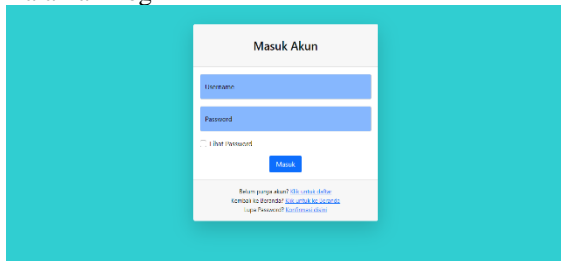 Masuk Akun
Username
Password
Lihat Password
Masuk
Belum punya akun? Klik untuk daftar
Kembali ke Beranda? Klik untuk ke Beranda
Lupa Password? Konfirmasi disini